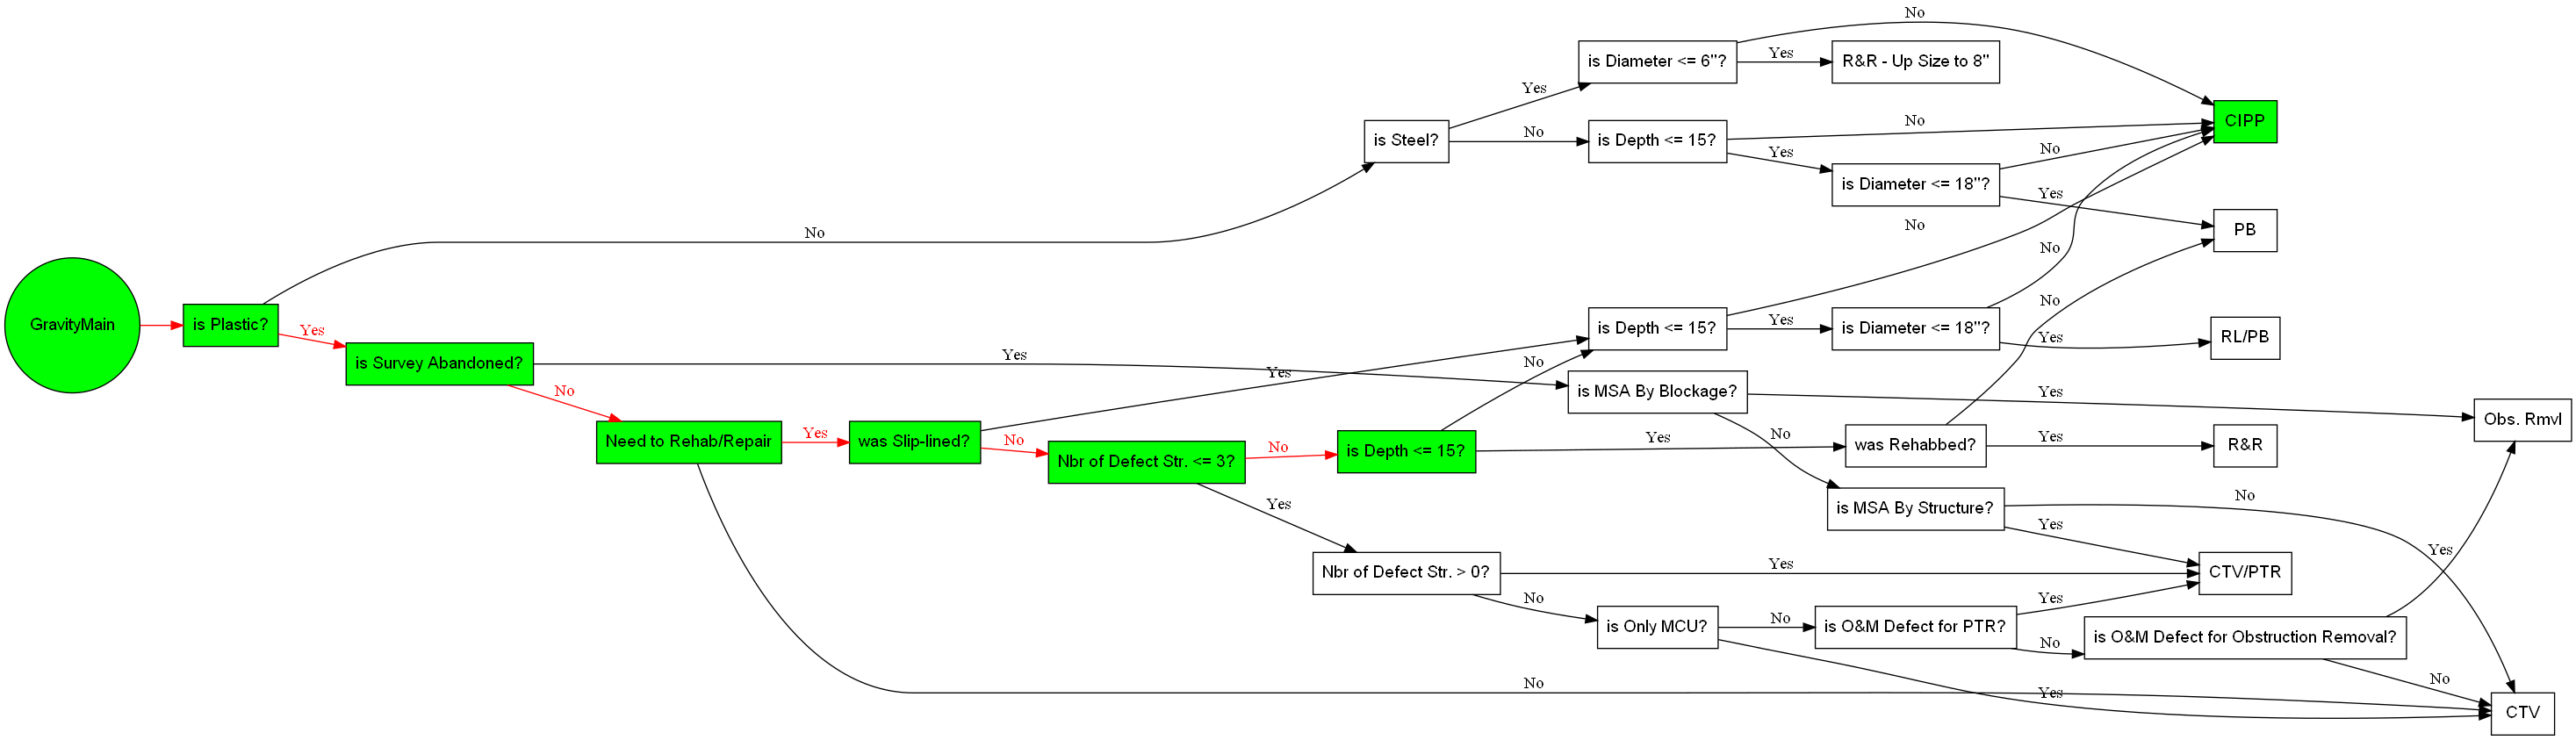 No
is Diameter <= 6"?
Yes
R&R - Up Size to 8"
Yes
CIPP
is Steel?
No
is Depth <= 15?
No
Yes
No
is Diameter <= 18"?
Yes
PB
No
No
No
No
GravityMain
is Plastic?
Yes
is Depth <= 15?
Yes
is Diameter <= 18"?
Yes
RL/PB
is Survey Abandoned?
Yes
Yes
No
is MSA By Blockage?
Yes
Obs. Rmvl
No
Need to Rehab/Repair
Yes
was Slip-lined?
No
Nbr of Defect Str. <= 3?
No
is Depth <= 15?
Yes
No
was Rehabbed?
Yes
R&R
Yes
is MSA By Structure?
No
Yes
Yes
Nbr of Defect Str. > 0?
Yes
CTV/PTR
No
is Only MCU?
No
is O&M Defect for PTR?
Yes
No
is O&M Defect for Obstruction Removal?
No
No
Yes
CTV